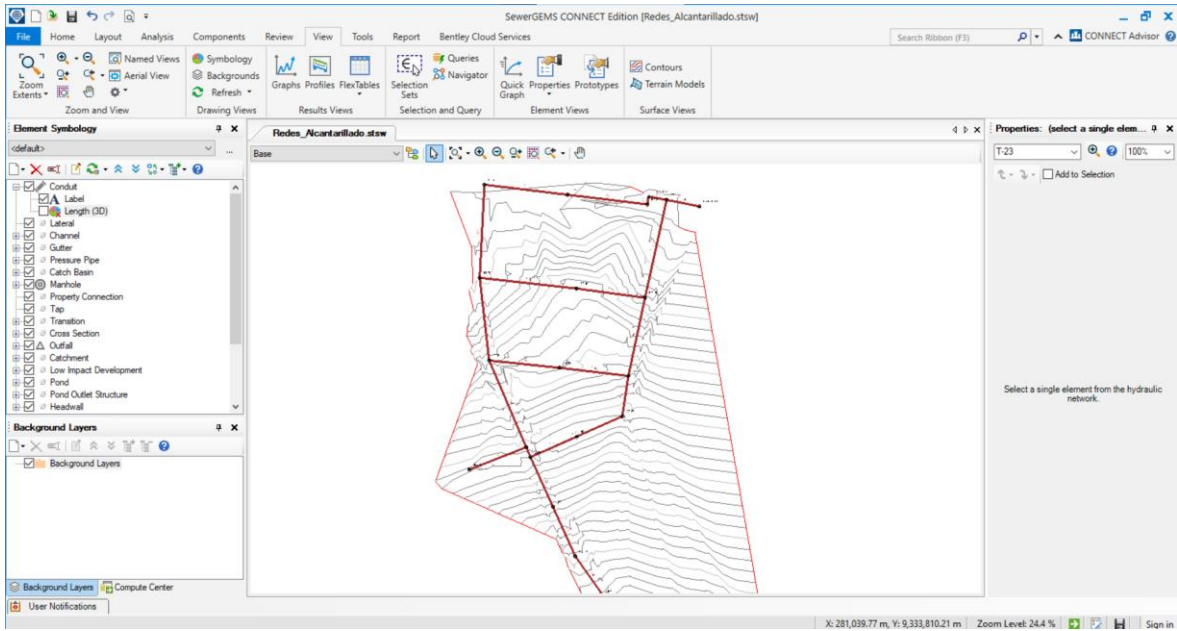 SewerGEMS CONNECT Edition [Redes_Alcantarillado.stsw]
File Home Layout Analysis Components Review View Tools Report Bentley Cloud Services
Search Ribbon (F3)
CONNECT Advisor
Zoom Extents
Named Views
Aerial View
Zoom and View
Symbology
Backgrounds
Refresh
Drawing Views
Graphs Profiles FlexTables
Results Views
Selection Sets
Queries
Navigator
Selection and Query
Quick Graph
Properties Prototypes
Element Views
Contours
Terrain Models
Surface Views
Element Symbology
<default>
...
Conduit
Label
Length (3D)
Lateral
Channel
Gutter
Pressure Pipe
Catch Basin
Manhole
Property Connection
Tap
Transition
Cross Section
Outfall
Catchment
Low Impact Development
Pond
Pond Outlet Structure
Headwall
Background Layers
Background Layers
Background Layers Compute Center
User Notifications
Redes_Alcantarillado.stsw
Base
Properties: (select a single elem...
T-23
100%
Add to Selection
Select a single element from the hydraulic
network.
X: 281,039.77 m, Y: 9,333,810.21 m Zoom Level: 24.4 % Sign in